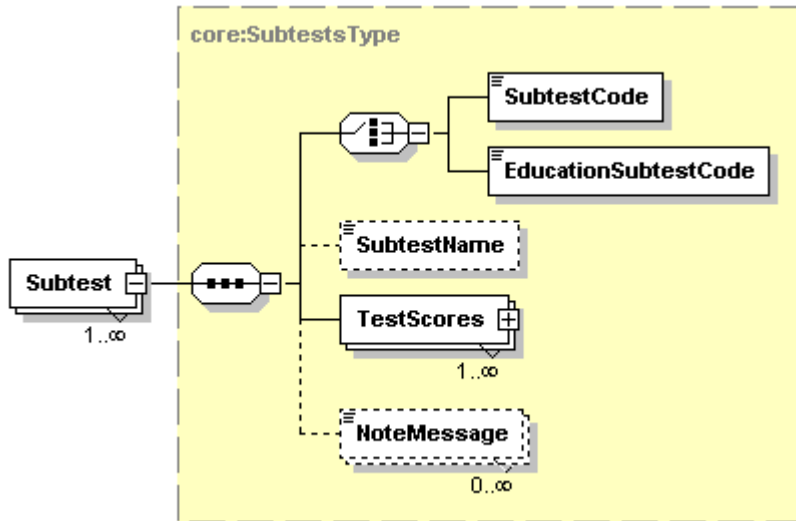 core:SubtestsType
SubtestCode
EducationSubtestCode
SubtestName
Subtest
1..∞
TestScores
1..∞
NoteMessage
0..∞